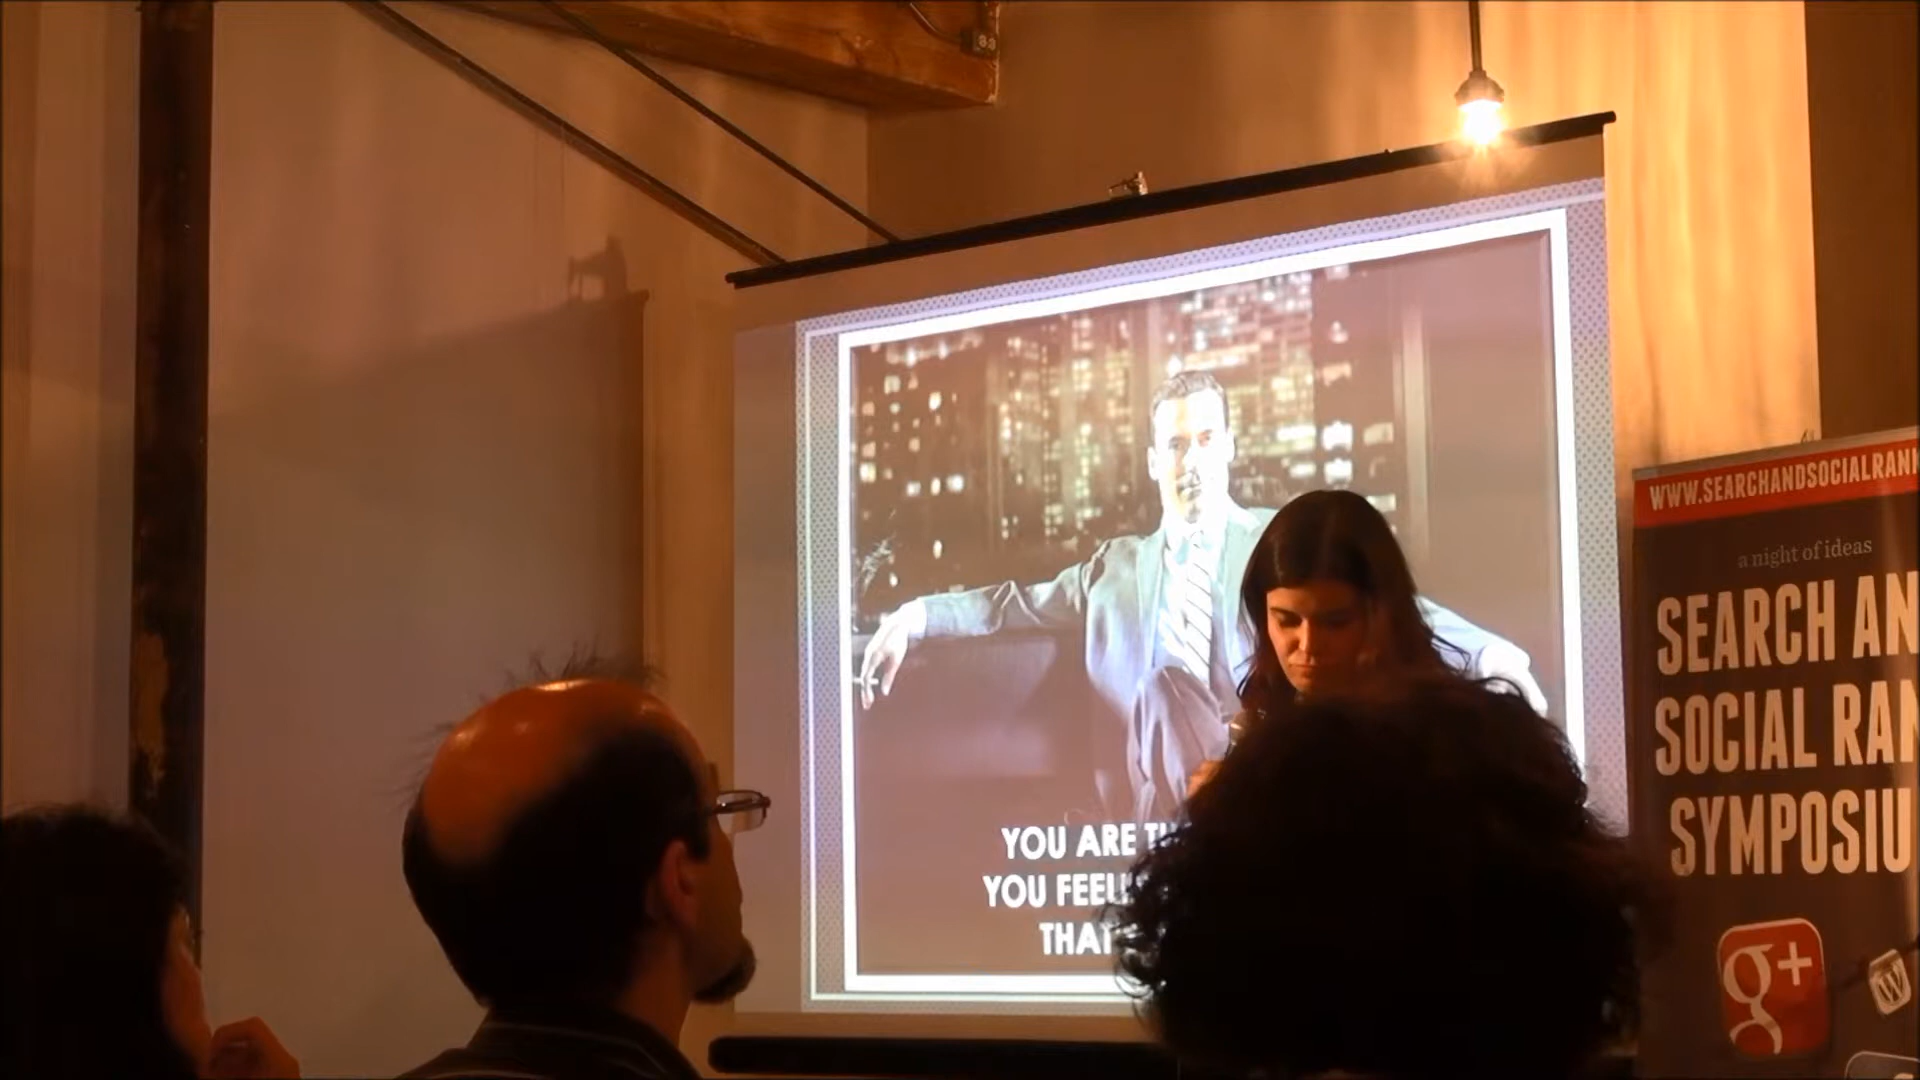 YOU ARE
YOU FEEL
THAT
WWW.SEARCHANDSOCIALRAN
a night of ideas
SEARCH AN
SOCIAL RAN
SYMPOSIU
g+
W